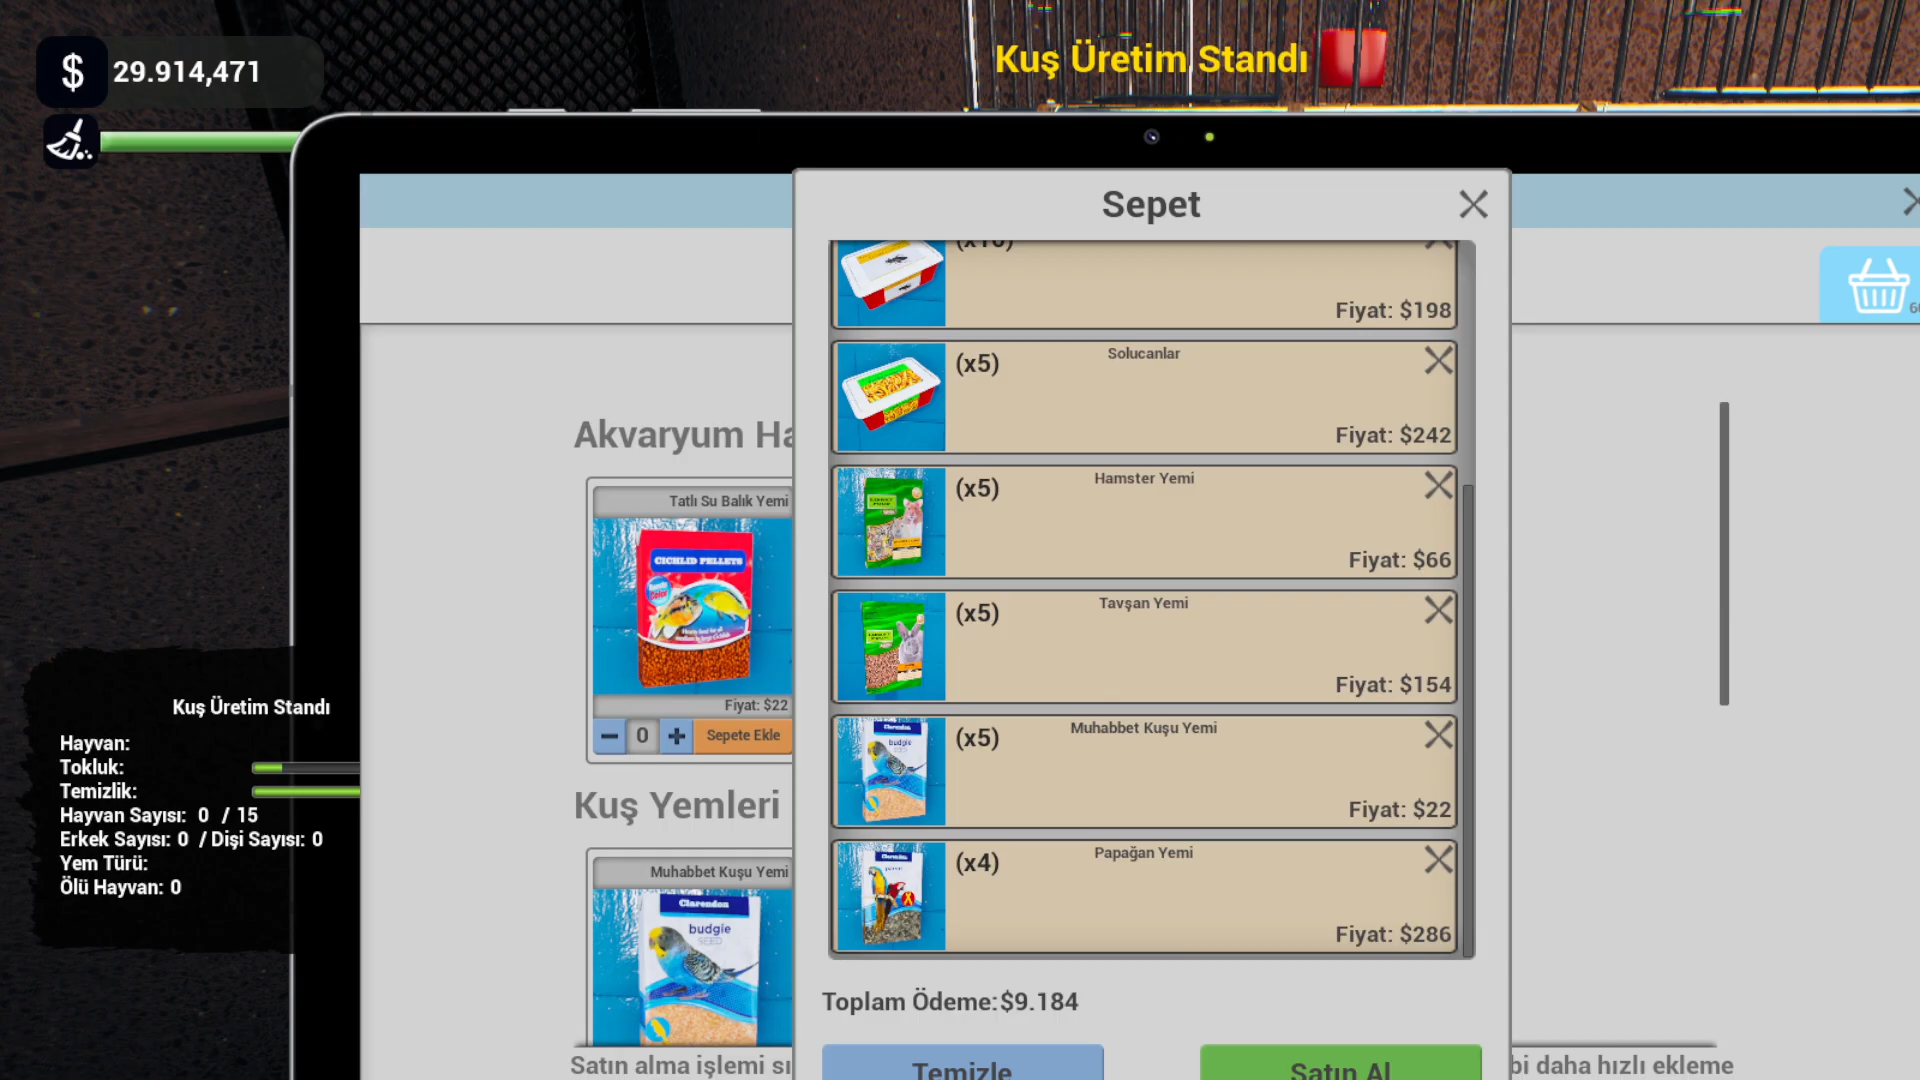 $ 29.914,471
Kuş Üretim Standı
Sepet
Fiyat: $198
(x5) Solucanlar
Fiyat: $242
(x5) Hamster Yemi
Fiyat: $66
(x5) Tavşan Yemi
Fiyat: $154
(x5) Muhabbet Kuşu Yemi
Fiyat: $22
(x4) Papağan Yemi
Fiyat: $286
Toplam Ödeme:$9.184
Temizle
Satın Al
Akvaryum Ha
Tatlı Su Balık Yemi
CICHLID PELLETS
Fiyat: $22
0
Sepete Ekle
Kuş Yemleri
Muhabbet Kuşu Yemi
Clarendon
budgie
SEED
Satın alma işlemi sı
bi daha hızlı ekleme
Kuş Üretim Standı
Hayvan:
Tokluk:
Temizlik:
Hayvan Sayısı: 0 / 15
Erkek Sayısı: 0 / Dişi Sayısı: 0
Yem Türü:
Ölü Hayvan: 0